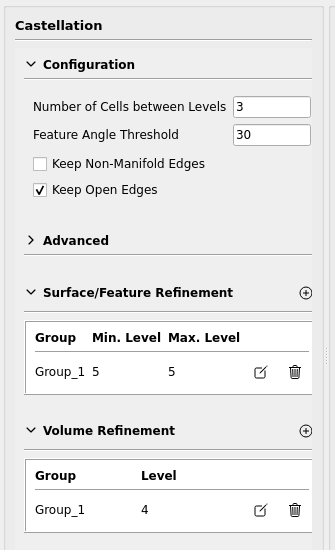 Castellation
Configuration
Number of Cells between Levels 3
Feature Angle Threshold 30
Keep Non-Manifold Edges
Keep Open Edges
Advanced
Surface/Feature Refinement
Group Min. Level Max. Level
Group_1 5 5
Volume Refinement
Group Level
Group_1 4